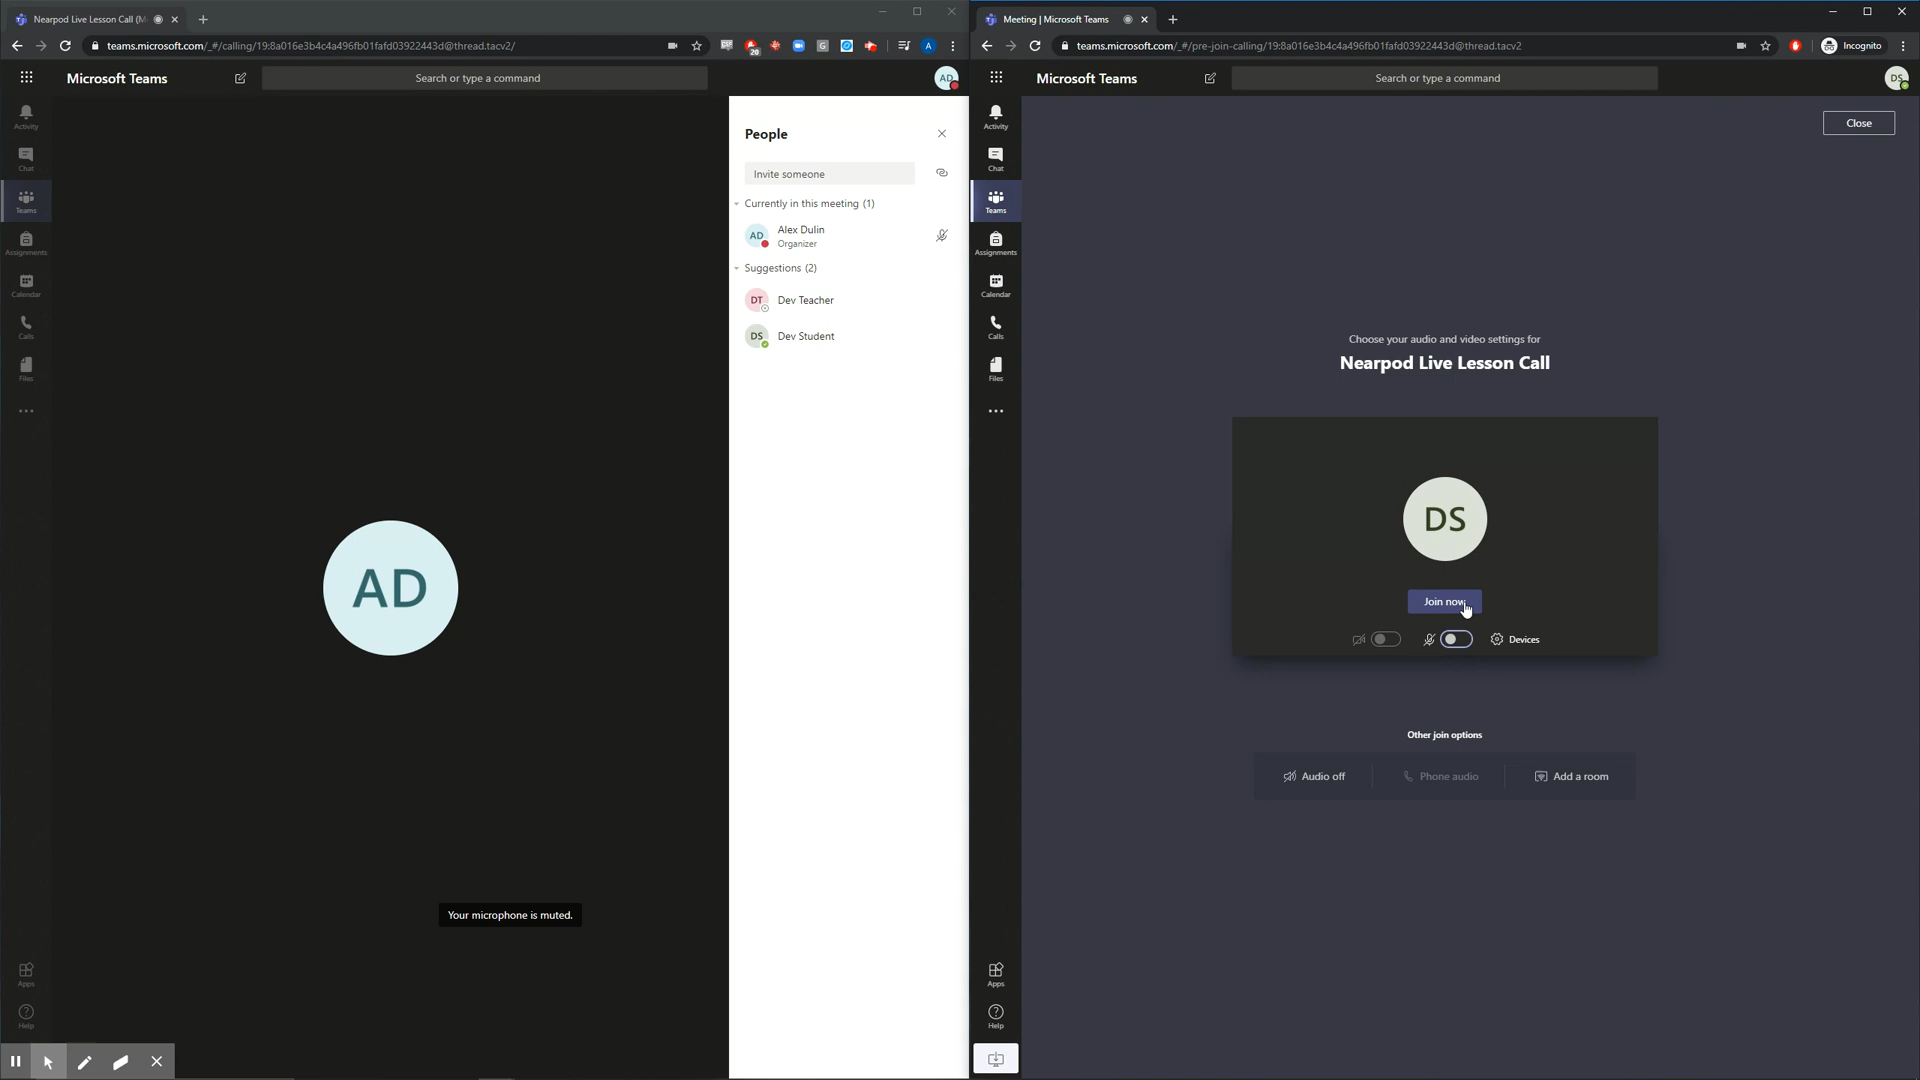 Nearpod Live Lesson Call (M
teams.microsoft.com/_#/calling/19:8a016e3b4c4a496fb01fafd03922443d@thread.tacv2/
20
G
A
Microsoft Teams
Search or type a command
AD
Activity
Chat
Teams
Assignments
Calendar
Calls
Files
Apps
Help
AD
Your microphone is muted.
People
Invite someone
Currently in this meeting (1)
AD
Alex Dulin
Organizer
Suggestions (2)
DT
Dev Teacher
DS
Dev Student
Meeting | Microsoft Teams
teams.microsoft.com/_#/pre-join-calling/19:8a016e3b4c4a496fb01fafd03922443d@thread.tacv2
Incognito
Microsoft Teams
Search or type a command
DS
Activity
Chat
Teams
Assignments
Calendar
Calls
Files
Apps
Help
Close
Choose your audio and video settings for
Nearpod Live Lesson Call
DS
Join now
Devices
Other join options
Audio off
Phone audio
Add a room